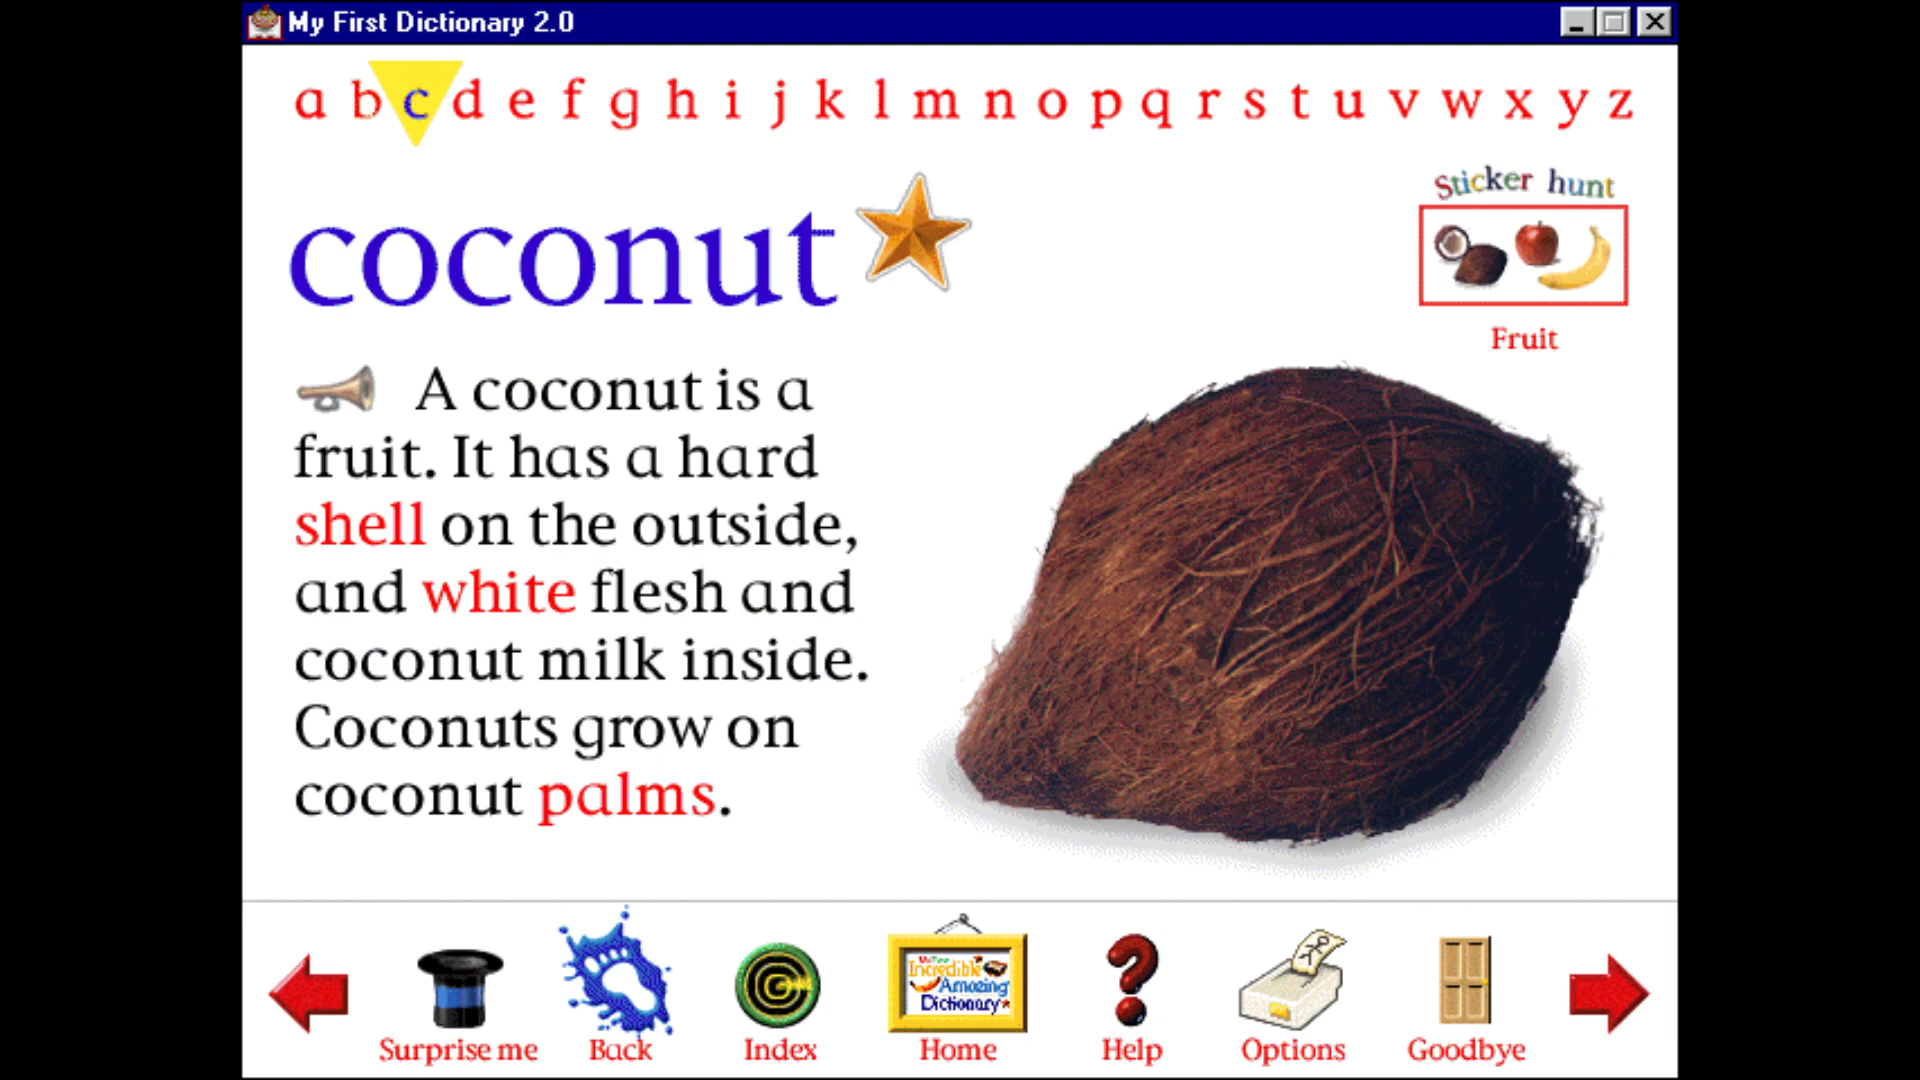 My First Dictionary 2.0
a b c d e f g h i j k l m n o p q r s t u v w x y z
Sticker hunt
coconut
Fruit
A coconut is a
fruit. It has a hard
shell on the outside,
and white flesh and
coconut milk inside.
Coconuts grow on
coconut palms.
My First
Incredible
Amazing
Dictionary
Surprise me
Back
Index
Home
Help
Options
Goodbye